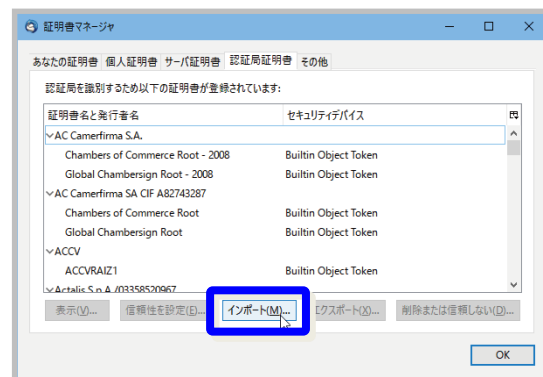 証明書マネージャ
あなたの証明書 個人証明書 サーバ証明書 認証局証明書 その他
認証局を識別するため以下の証明書が登録されています:
証明書名と発行者名 セキュリティデバイス
AC Camerfirma S.A.
Chambers of Commerce Root - 2008 Builtin Object Token
Global Chambersign Root - 2008 Builtin Object Token
AC Camerfirma SA CIF A82743287
Chambers of Commerce Root Builtin Object Token
Global Chambersign Root Builtin Object Token
ACCV
ACCVRAIZ1 Builtin Object Token
Actalis S.p.A./03358520967
表示(V)... 信頼性を設定(E)... インポート(M)... エクスポート(X)... 削除または信頼しない(D)...
OK